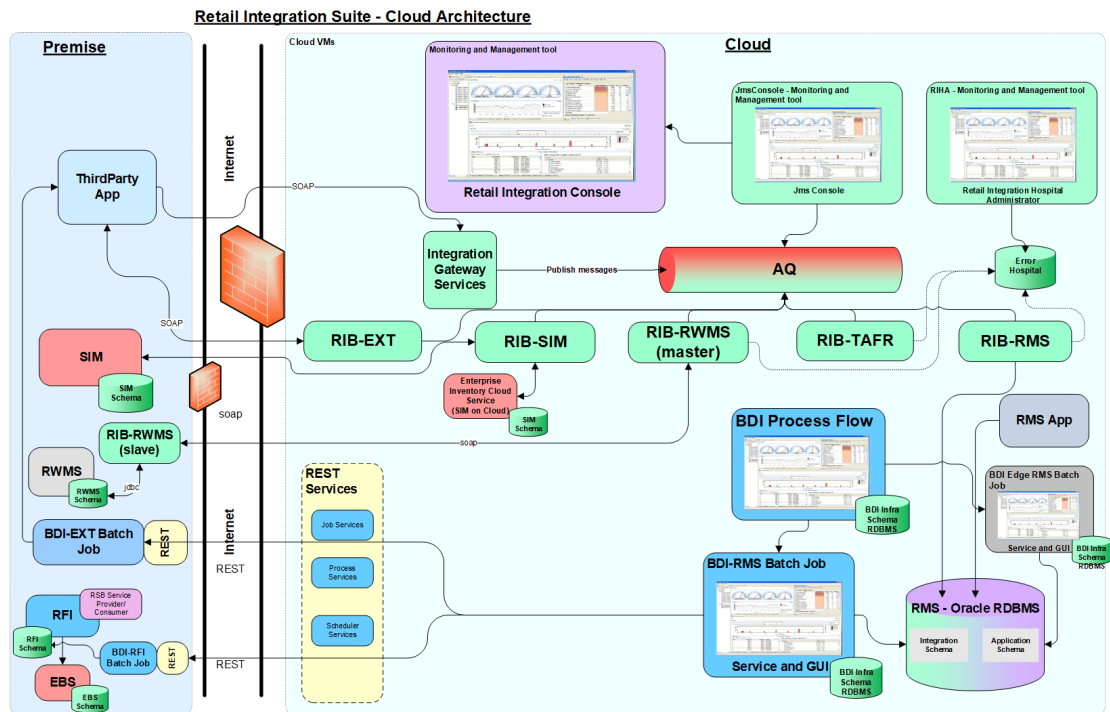 Retail Integration Suite - Cloud Architecture
Premise
Internet
Cloud VMs
Cloud
Monitoring and Management tool
Retail Integration Console
JmsConsole - Monitoring and
Management tool
Jms Console
RIHA - Monitoring and Management tool
Retail Integration Hospital
Administrator
ThirdParty
App
SOAP
Integration
Gateway
Services
Publish messages
AQ
Error
Hospital
SOAP
RIB-EXT
RIB-SIM
RIB-RWMS
(master)
RIB-TAFR
RIB-RMS
SIM
SIM
Schema
soap
Enterprise
Inventory Cloud
Service
(SIM on Cloud)
SIM
Schema
RIB-RWMS
(slave)
soap
RWMS
RWMS
Schema
jdbc
BDI Process Flow
BDI Infra
Schema
RDBMS
RMS App
BDI Edge RMS Batch
Job
Service and GUI
BDI Infra
Schema
RDBMS
REST
Services
Job Services
Process
Services
Scheduler
Services
BDI-EXT Batch
Job
REST
Internet
REST
BDI-RMS Batch Job
Service and GUI
BDI Infra
Schema
RDBMS
RMS - Oracle RDBMS
Integration
Schema
Application
Schema
RSB Service
Provider/
Consumer
RFI
RFI
Schema
BDI-RFI
Batch Job
REST
REST
EBS
EBS
Schema